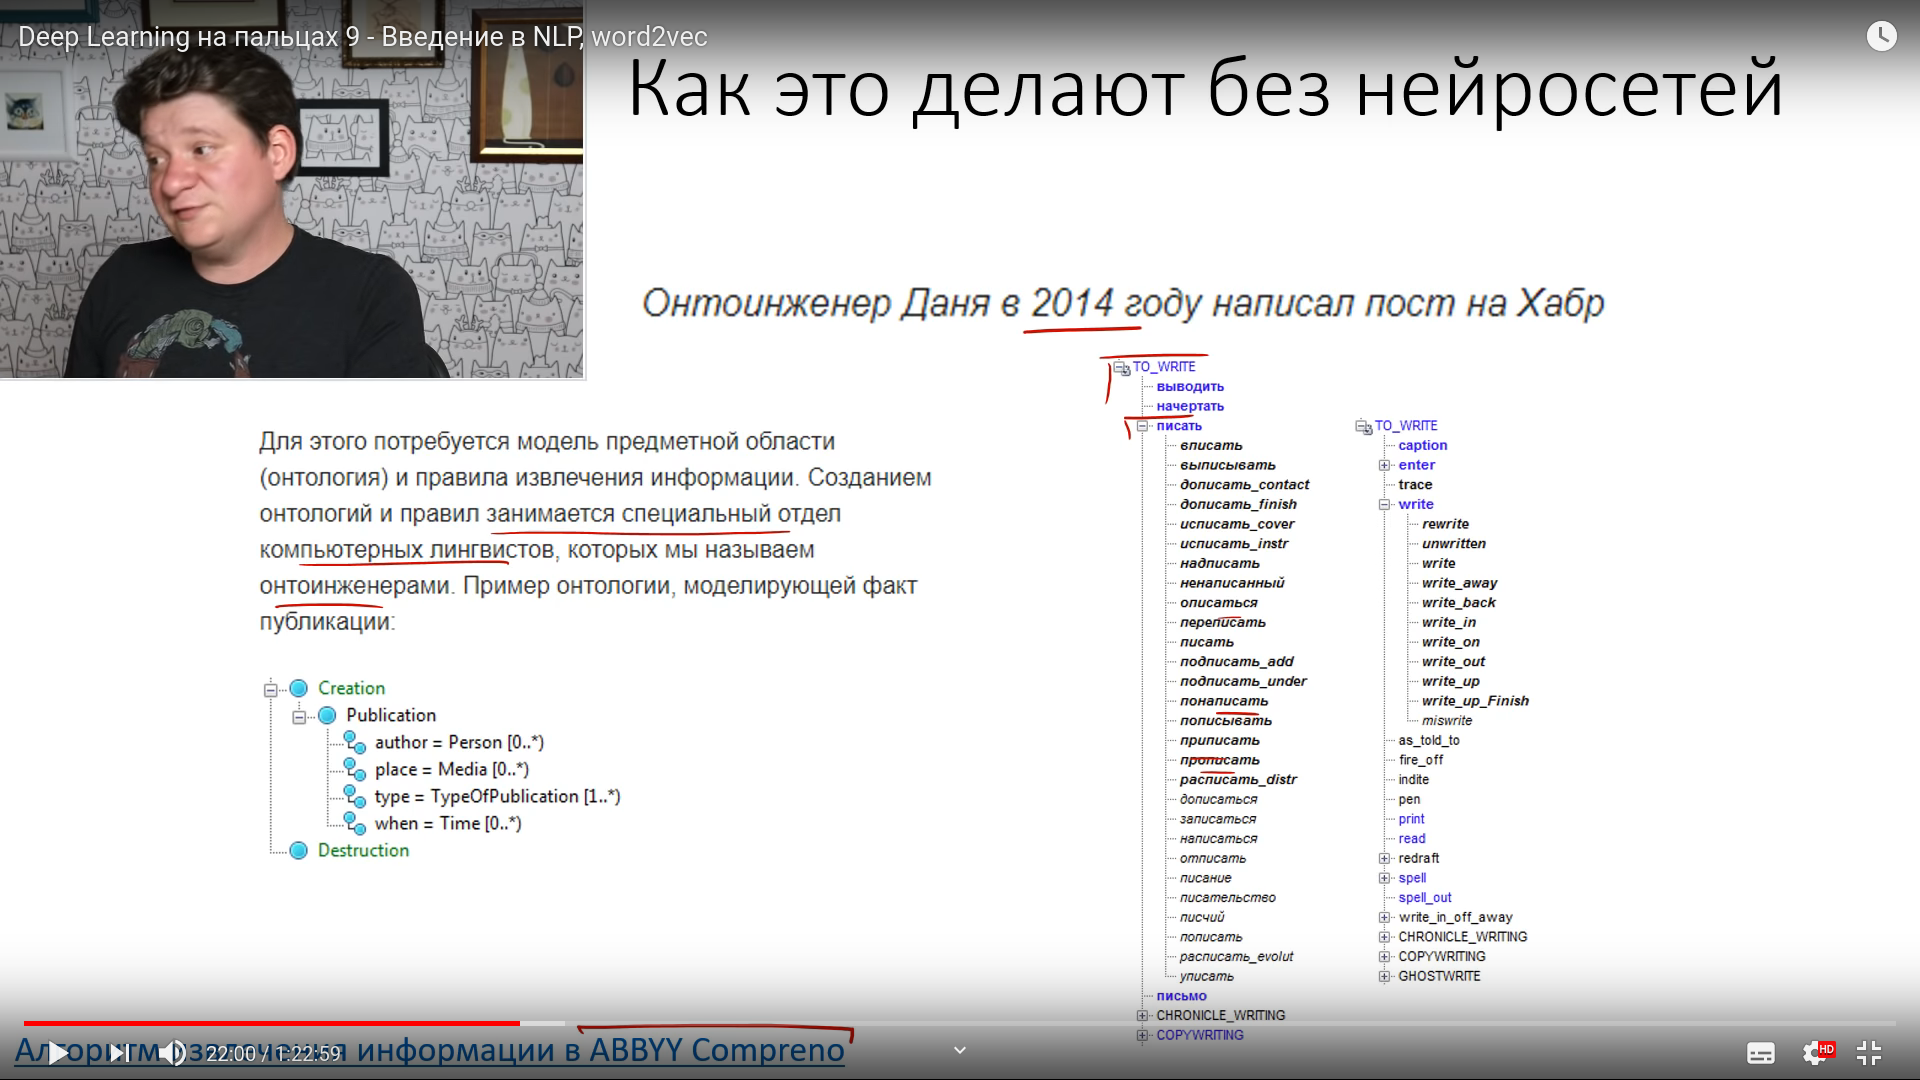 Deep Learning на пальцах 9 - Введение в NLP, word2vec
Как это делают без нейросетей
Онтоинженер Даня в 2014 году написал пост на Хабр
Для этого потребуется модель предметной области
(онтология) и правила извлечения информации. Созданием
онтологий и правил занимается специальный отдел
компьютерных лингвистов, которых мы называем
онтоинженерами. Пример онтологии, моделирующей факт
публикации:
Creation
Publication
author = Person [0..*)
place = Media [0..*)
type = TypeOfPublication [1..*)
when = Time [0..*)
Destruction
TO_WRITE
выводить
начертать
писать
вписать
выписывать
дописать_contact
дописать_finish
исписать_cover
исписать_instr
надписать
ненаписанный
описаться
переписать
писать
подписать_add
подписать_under
понаписать
пописывать
приписать
прописать
расписать_distr
дописаться
записаться
написаться
отписать
писание
писательство
писчий
пописать
расписать_evolut
уписать
письмо
CHRONICLE_WRITING
COPYWRITING
TO_WRITE
caption
enter
trace
write
rewrite
unwritten
write
write_away
write_back
write_in
write_on
write_out
write_up
write_up_Finish
miswrite
as_told_to
fire_off
indite
pen
print
read
redraft
spell
spell_out
write_in_off_away
CHRONICLE_WRITING
COPYWRITING
GHOSTWRITE
Алгоритм извлечения информации в ABBYY Compreno
22:00 / 1:22:59
HD